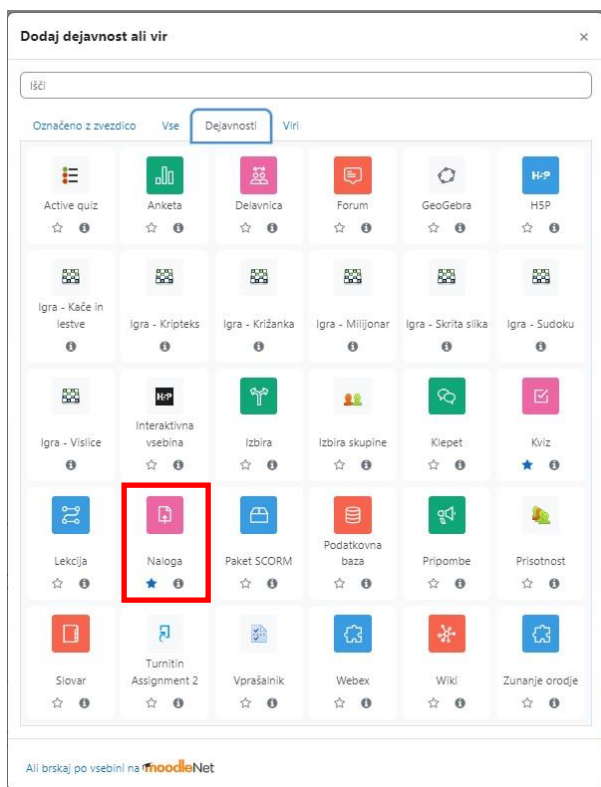 Dodaj dejavnost ali vir
Išči
Označeno z zvezdico Vse Dejavnosti Viri
Active quiz
Anketa
Delavnica
Forum
GeoGebra
H5P
H5P
Igra - Kače in
lestve
Igra - Kripteks
Igra - Križanka
Igra - Milijonar
Igra - Skrita slika
Igra - Sudoku
Igra - Vislice
H5P
Interaktivna
vsebina
Izbira
Izbira skupine
Klepet
Kviz
Lekcija
Naloga
Paket SCORM
Podatkovna
baza
Pripombe
Prisotnost
Slovar
Turnitin
Assignment 2
Vprašalnik
Webex
Wiki
Zunanje orodje
Ali brskaj po vsebini na moodleNet